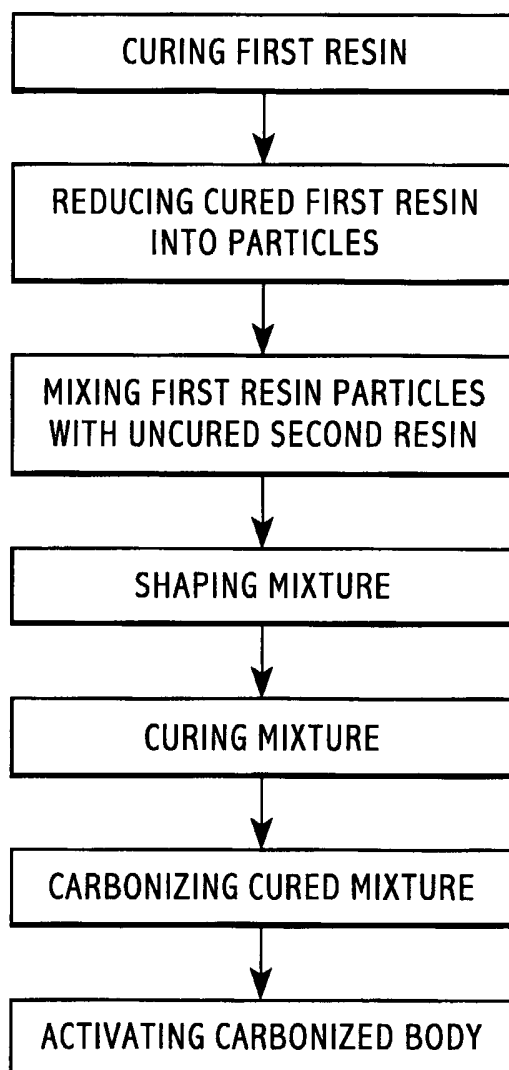 CURING FIRST RESIN
REDUCING CURED FIRST RESIN
INTO PARTICLES
MIXING FIRST RESIN PARTICLES
WITH UNCURED SECOND RESIN
SHAPING MIXTURE
CURING MIXTURE
CARBONIZING CURED MIXTURE
ACTIVATING CARBONIZED BODY